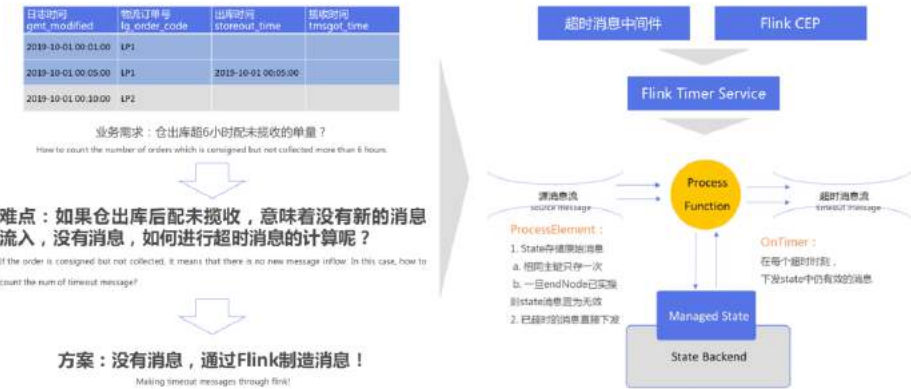 日志时间 物流订单号 出库时间 揽收时间
gmt_modified lg_order_code storeout_time tmsgot_time
2019-10-01 00:01:00 LP1
2019-10-01 00:05:00 LP1 2019-10-01 00:05:00
2019-10-01 00:10:00 LP2
业务需求：仓出库超6小时配未揽收的单量？
How to count the number of orders which is consigned but not collected more than 6 hours.
难点：如果仓出库后配未揽收，意味着没有新的消息
流入，没有消息，如何进行超时消息的计算呢？
If the order is consigned but not collected, it means that there is no new message inflow. In this case, how to
count the num of timeout message?
方案：没有消息，通过Flink制造消息！
Making timeout messages through flink!
超时消息中间件
Flink CEP
Flink Timer Service
源消息流
source message
Process
Function
超时消息流
timeout message
ProcessElement：
1. State存储原始消息
a. 相同主键只存一次
b. 一旦endNode已实操
则state消息置为无效
2. 已超时的消息直接下发
OnTimer：
在每个超时时刻，
下发state中仍有效的消息
Managed State
State Backend